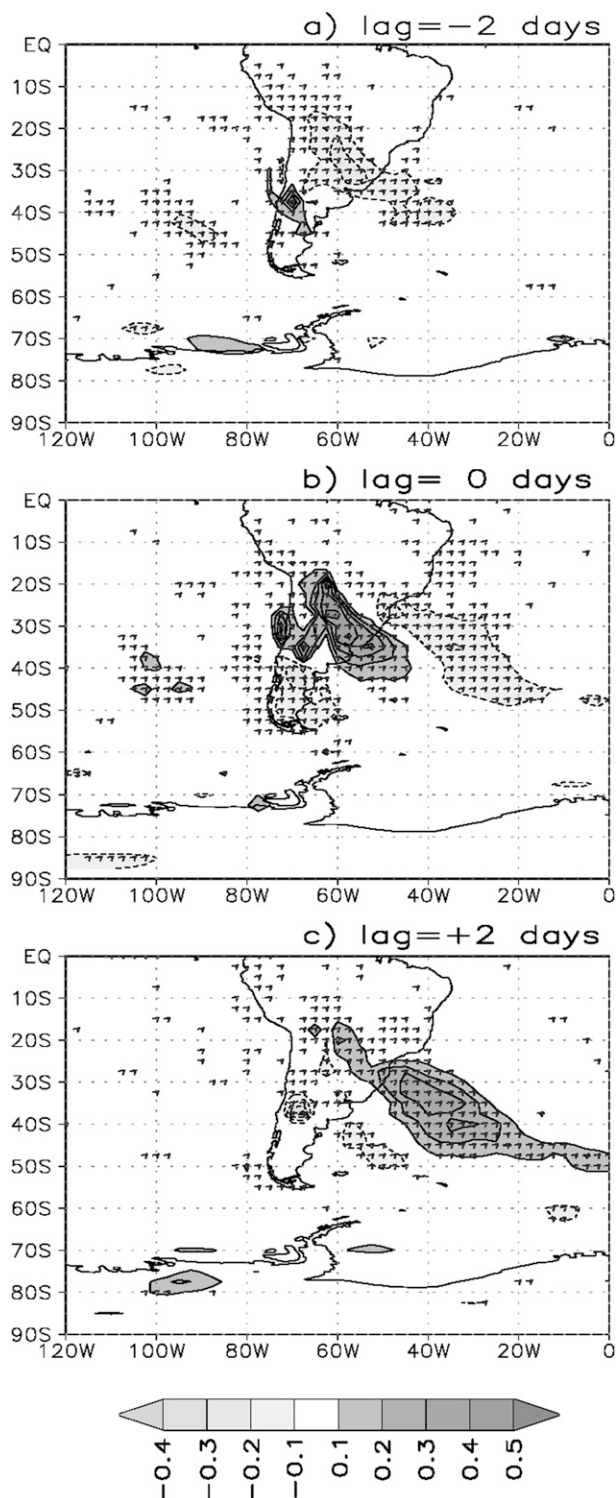 a) lag=-2 days
EQ
10S
20S
30S
40S
50S
60S
70S
80S
90S
120W 100W 80W 60W 40W 20W 0
b) lag= 0 days
EQ
10S
20S
30S
40S
50S
60S
70S
80S
90S
120W 100W 80W 60W 40W 20W 0
c) lag=+2 days
EQ
10S
20S
30S
40S
50S
60S
70S
80S
90S
120W 100W 80W 60W 40W 20W 0
-0.4 -0.3 -0.2 -0.1 0.1 0.2 0.3 0.4 0.5